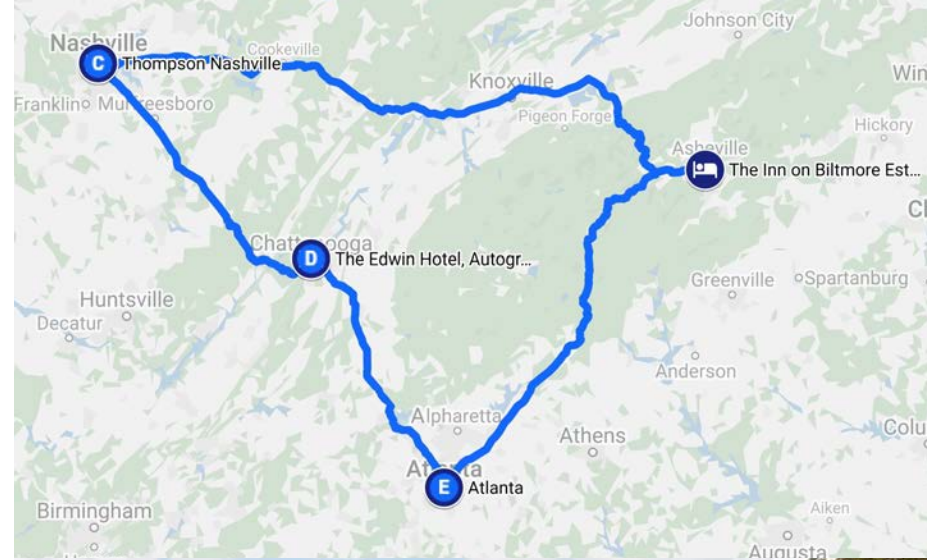 Johnson City
Nashville
Cookeville
C
Thompson Nashville
Knoxville
Win
Franklin
Murfreesboro
Pigeon Forge
Hickory
Asheville
The Inn on Biltmore Est...
Chattanooga
D
The Edwin Hotel, Autogr...
Greenville
Spartanburg
Huntsville
Decatur
Anderson
Alpharetta
Athens
Colu
Atlanta
E
Atlanta
Birmingham
Aiken
Augusta